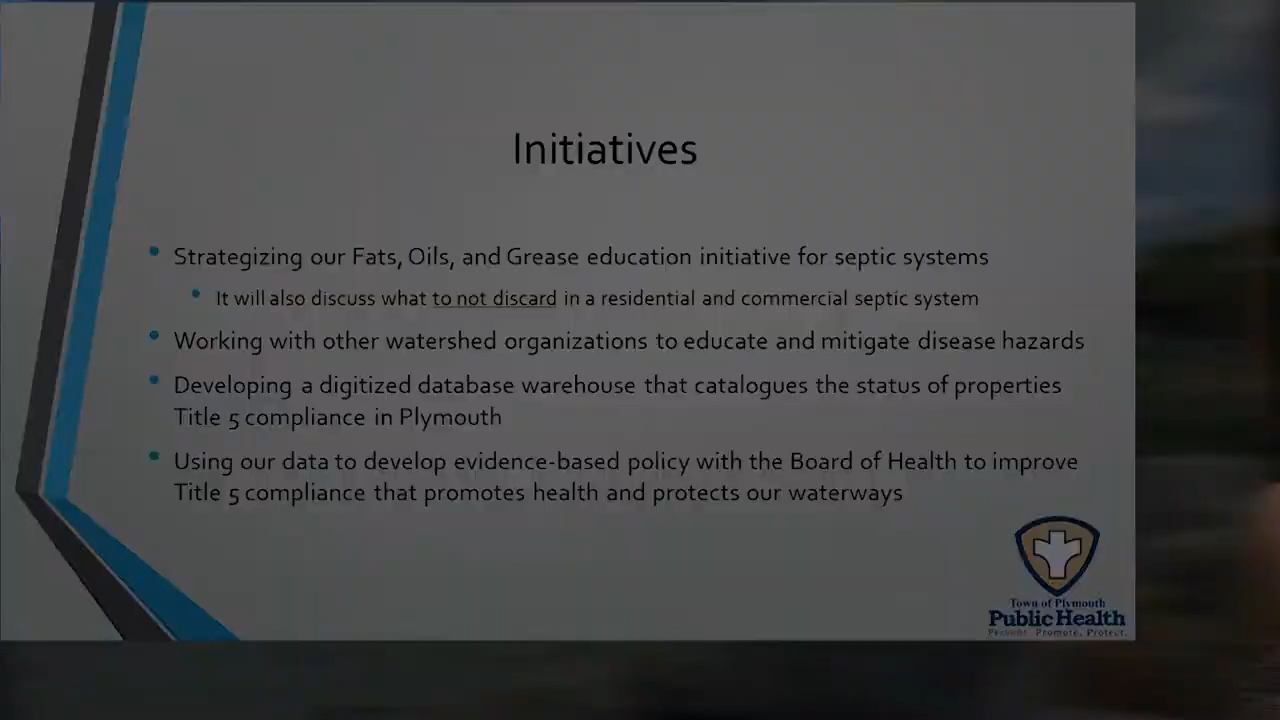 Initiatives
Strategizing our Fats, Oils, and Grease education initiative for septic systems
It will also discuss what to not discard in a residential and commercial septic system
Working with other watershed organizations to educate and mitigate disease hazards
Developing a digitized database warehouse that catalogues the status of properties
Title 5 compliance in Plymouth
Using our data to develop evidence-based policy with the Board of Health to improve
Title 5 compliance that promotes health and protects our waterways
Town of Plymouth
Public Health
Prevent. Promote. Protect.